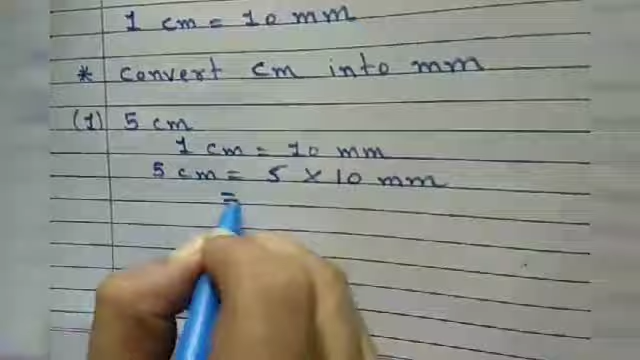 1 cm = 10 mm
* convert cm into mm
(1) 5 cm
1 cm = 10 mm
5 cm = 5 × 10 mm
=